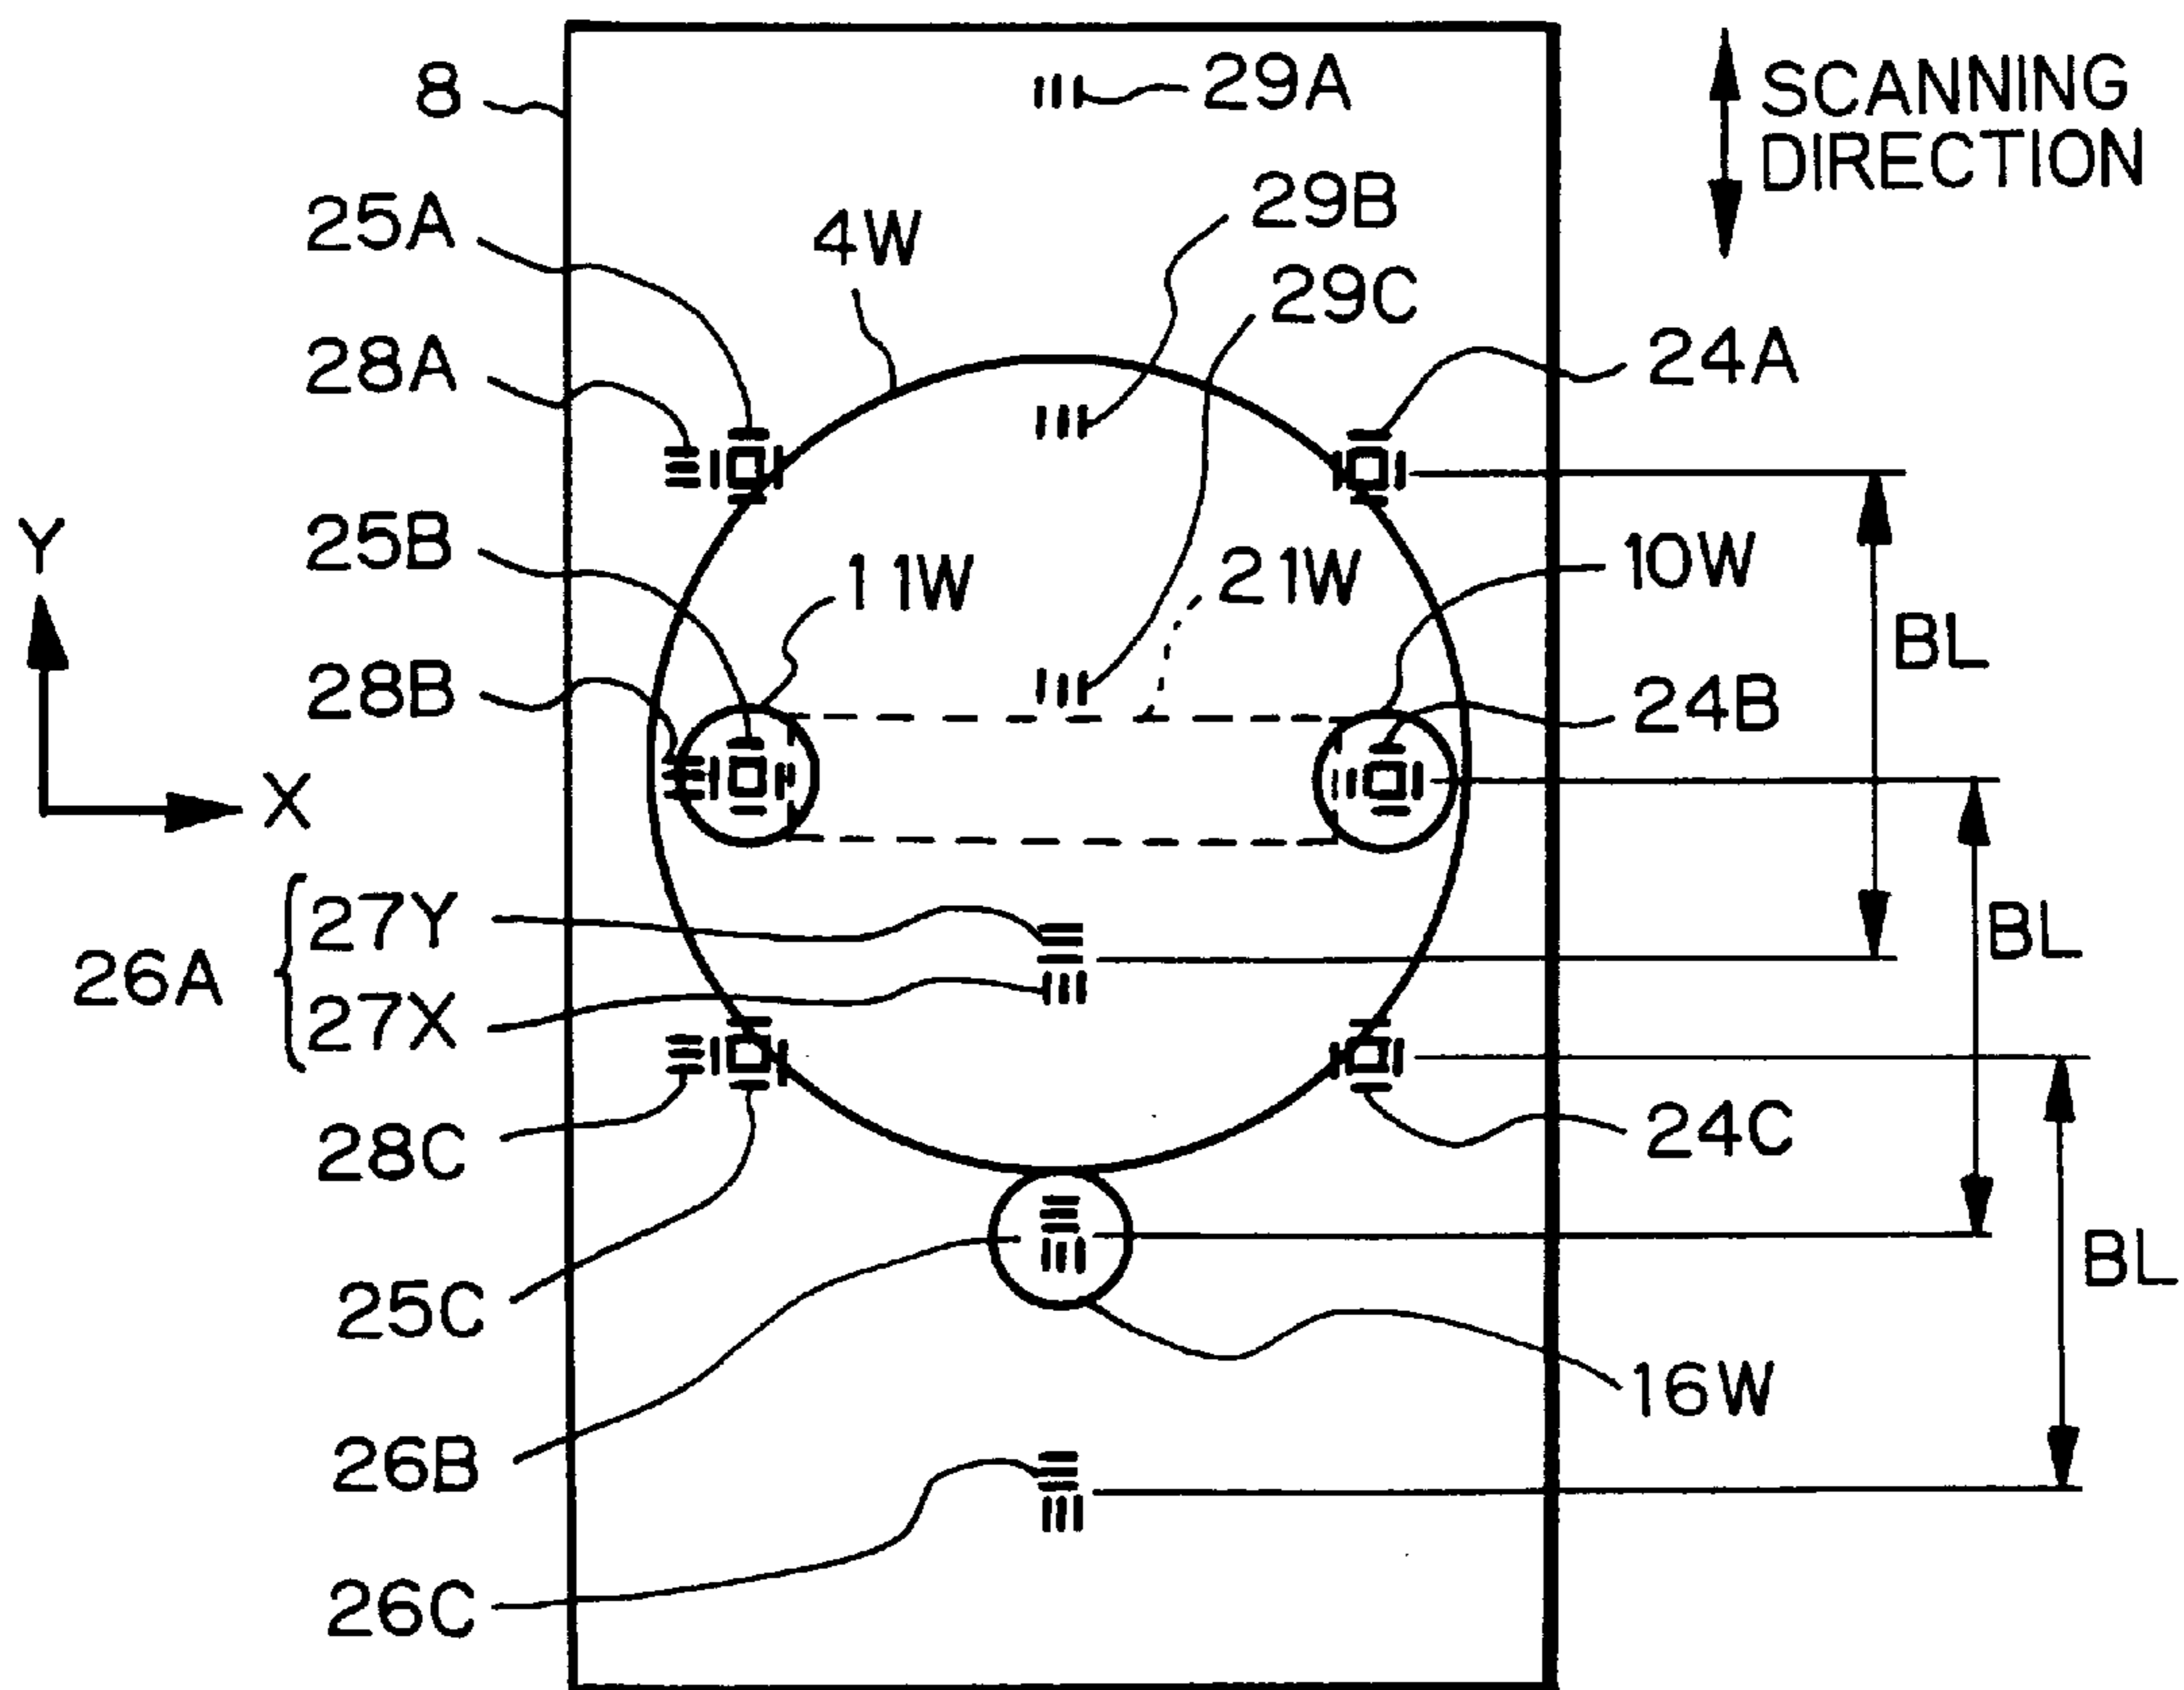 8
29A
SCANNING
DIRECTION
25A
4W
29B
29C
28A
24A
Y
25B
11W
21W
10W
BL
28B
24B
X
27Y
26A
27X
BL
28C
24C
25C
BL
16W
26B
26C